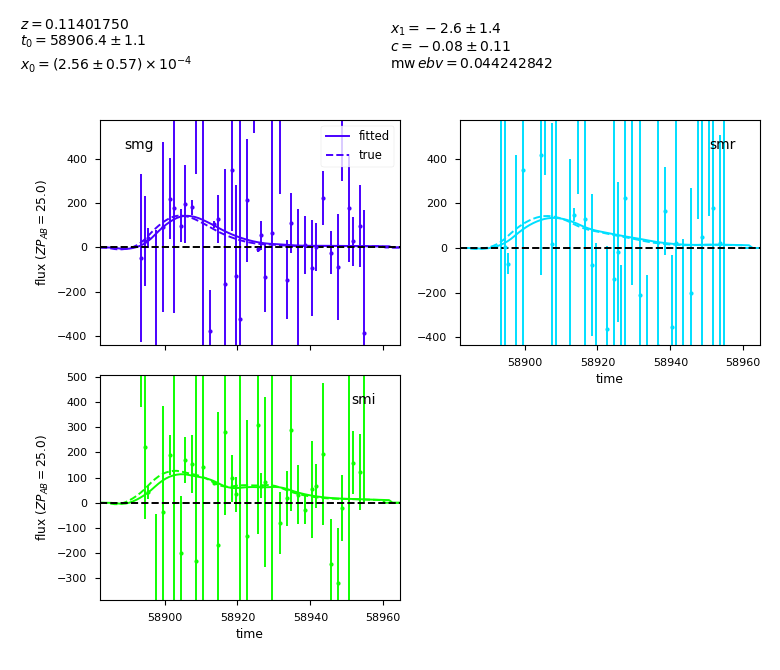 z = 0.11401750
t₀ = 58906.4 ± 1.1
x₀ = (2.56 ± 0.57) × 10⁻⁴
x₁ = −2.6 ± 1.4
c = −0.08 ± 0.11
mw ebv = 0.044242842
smg
fitted
true
400
200
0
−200
−400
flux (ZP_AB = 25.0)
smr
400
200
0
−200
−400
58900
58920
58940
58960
time
smi
500
400
300
200
100
0
−100
−200
−300
flux (ZP_AB = 25.0)
58900
58920
58940
58960
time